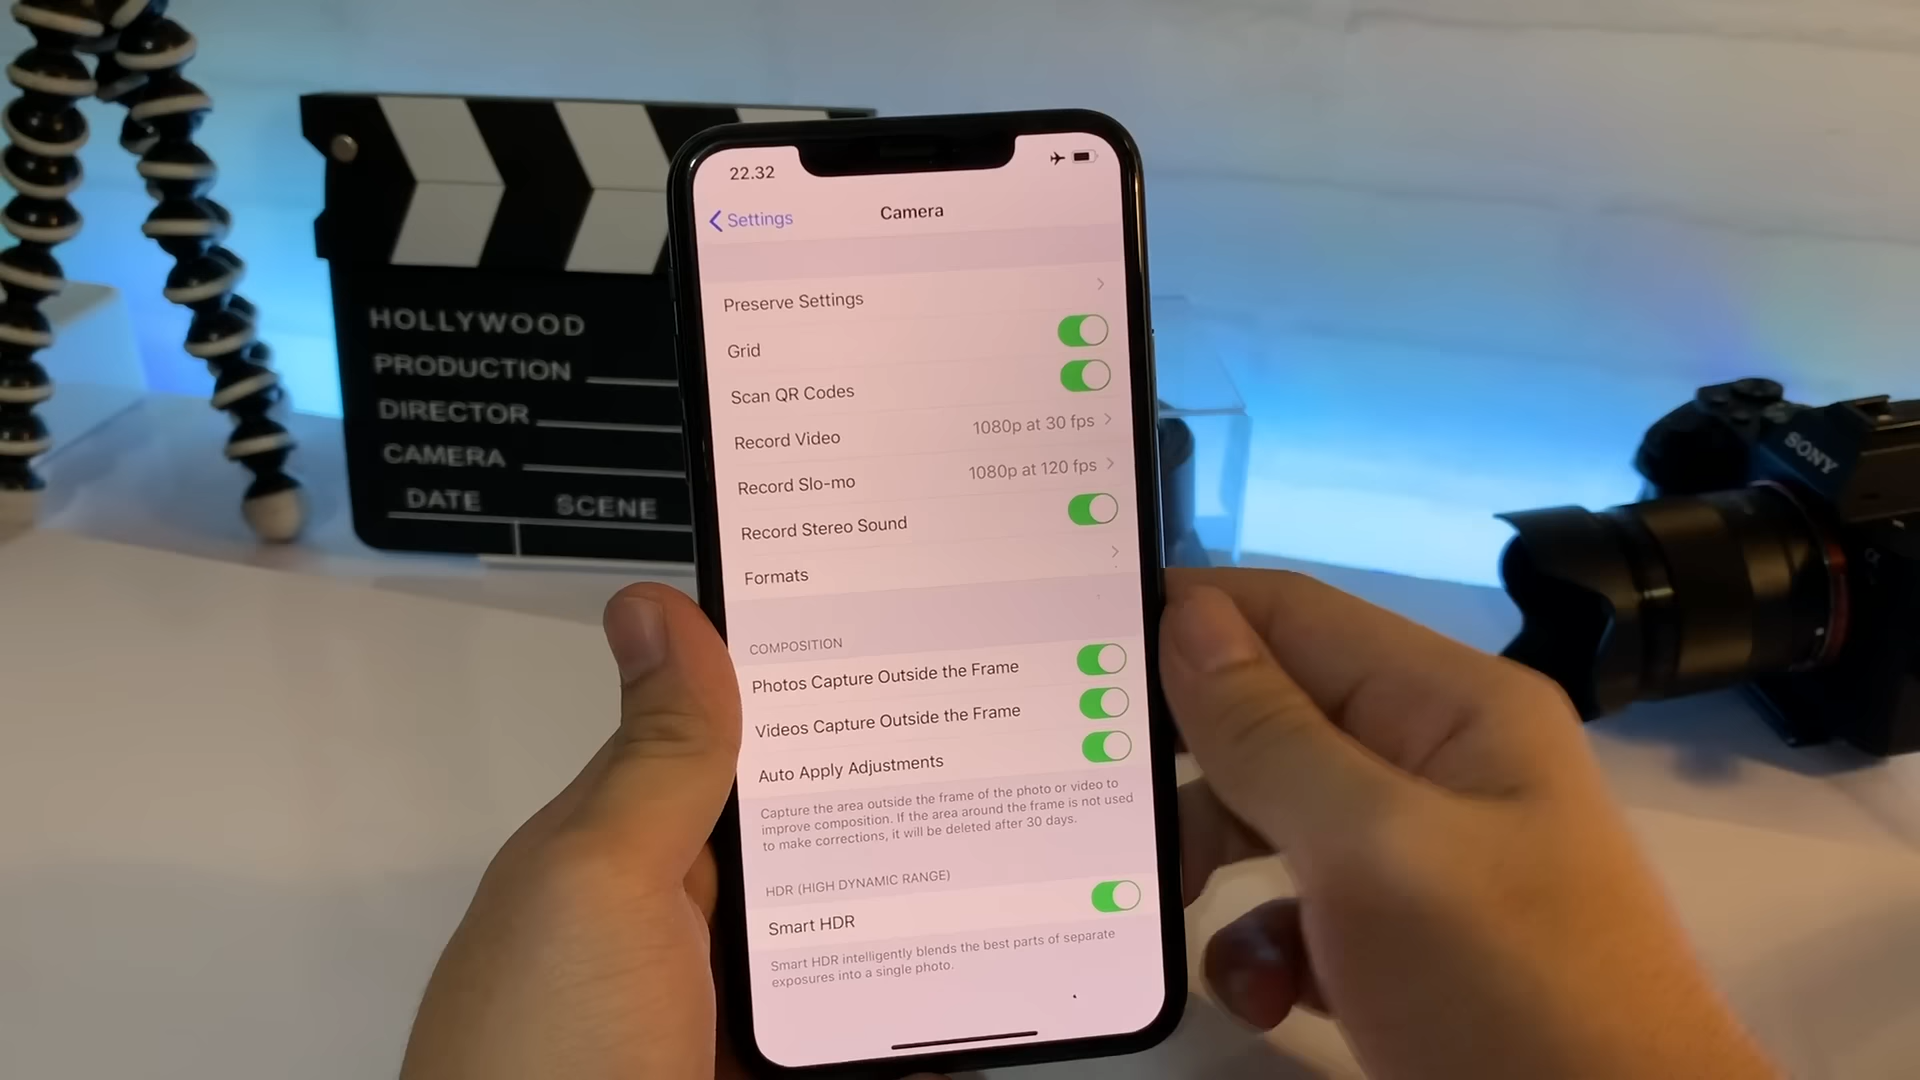 22.32
Settings
Camera
Preserve Settings
Grid
Scan QR Codes
Record Video 1080p at 30 fps
Record Slo-mo 1080p at 120 fps
Record Stereo Sound
Formats
COMPOSITION
Photos Capture Outside the Frame
Videos Capture Outside the Frame
Auto Apply Adjustments
Capture the area outside the frame of the photo or video to
improve composition. If the area around the frame is not used
to make corrections, it will be deleted after 30 days.
HDR (HIGH DYNAMIC RANGE)
Smart HDR
Smart HDR intelligently blends the best parts of separate
exposures into a single photo.
HOLLYWOOD
PRODUCTION
DIRECTOR
CAMERA
DATE SCENE
SONY